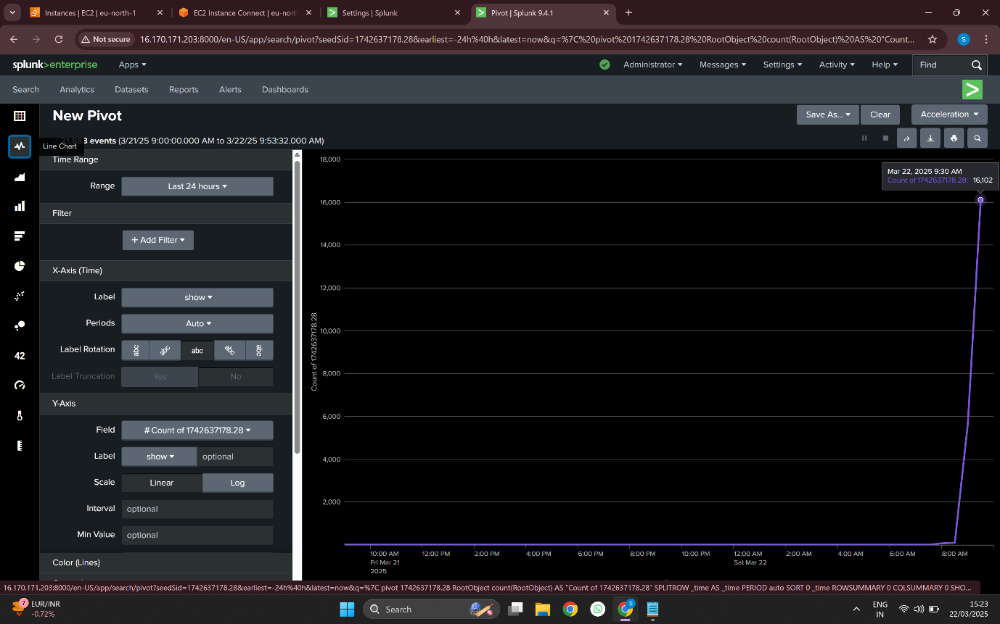 Instances | EC2 | eu-north-1
EC2 Instance Connect | eu-nort
Settings | Splunk
Pivot | Splunk 9.4.1
Not secure
16.170.171.203:8000/en-US/app/search/pivot?seedSid=1742637178.28&earliest=-24h%40h&latest=now&q=%7C%20pivot%201742637178.28%20RootObject%20count(RootObject)%20AS%20"Count...
S
splunk>enterprise
Apps
Administrator
Messages
Settings
Activity
Help
Find
Search
Analytics
Datasets
Reports
Alerts
Dashboards
New Pivot
Save As...
Clear
Acceleration
3 events (3/21/25 9:00:00.000 AM to 3/22/25 9:53:32.000 AM)
Line Chart
Time Range
Range
Last 24 hours
Filter
+ Add Filter
X-Axis (Time)
Label
show
Periods
Auto
Label Rotation
abc
abc
abc
abc
abc
Label Truncation
Yes
No
Y-Axis
Field
# Count of 1742637178.28
Label
show
optional
Scale
Linear
Log
Interval
optional
Min Value
optional
Color (Lines)
42
Count of 1742637178.28
18,000
16,000
14,000
12,000
10,000
8,000
6,000
4,000
2,000
Mar 22, 2025 9:30 AM
Count of 1742637178.28: 16,102
10:00 AM
Fri Mar 21
2025
12:00 PM
2:00 PM
4:00 PM
6:00 PM
8:00 PM
10:00 PM
12:00 AM
Sat Mar 22
2:00 AM
4:00 AM
6:00 AM
8:00 AM
16.170.171.203:8000/en-US/app/search/pivot?seedSid=1742637178.28&earliest=-24h%40h&latest=now&q=%7C pivot 1742637178.28 RootObject count(RootObject) AS "Count of 1742637178.28" SPLITROW _time AS _time PERIOD auto SORT 0 _time ROWSUMMARY 0 COLSUMMARY 0 SHO...
7
EUR/INR
-0.72%
Search
S
ENG
IN
15:23
22/03/2025